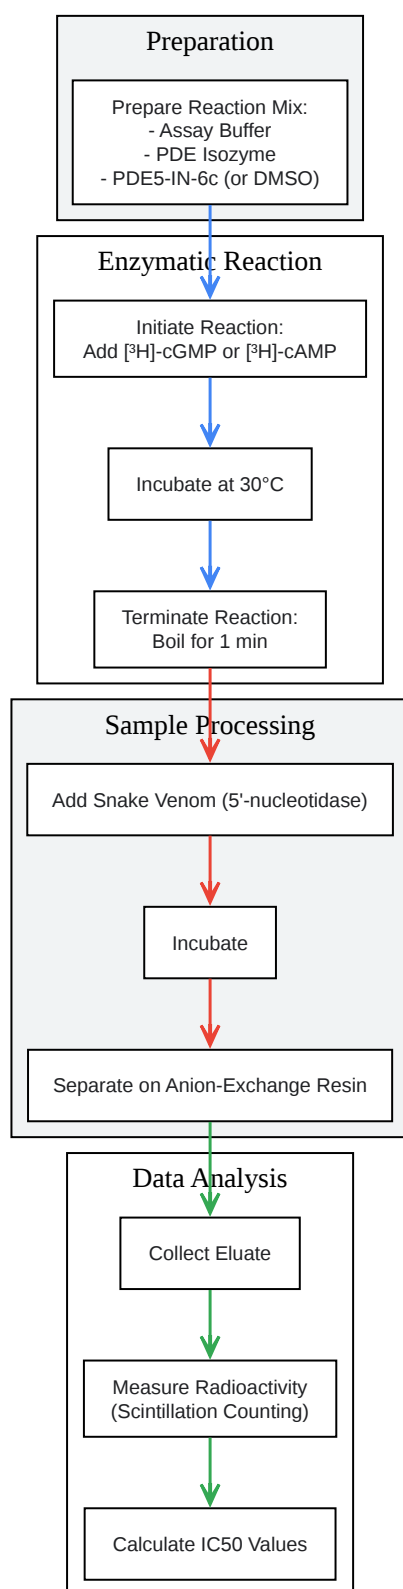 Preparation
Prepare Reaction Mix:
- Assay Buffer
- PDE Isozyme
- PDE5-IN-6c (or DMSO)
Enzymatic Reaction
Initiate Reaction:
Add [³H]-cGMP or [³H]-cAMP
Incubate at 30°C
Terminate Reaction:
Boil for 1 min
Sample Processing
Add Snake Venom (5'-nucleotidase)
Incubate
Separate on Anion-Exchange Resin
Data Analysis
Collect Eluate
Measure Radioactivity
(Scintillation Counting)
Calculate IC50 Values